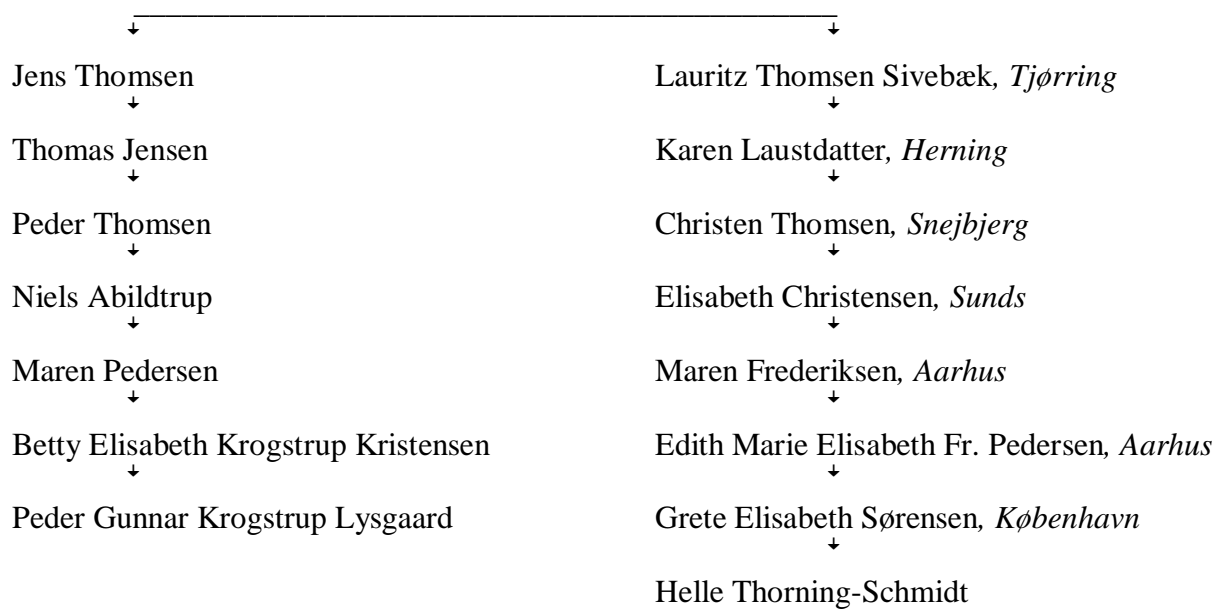 Jens Thomsen
Lauritz Thomsen Sivebæk, Tjørring
Thomas Jensen
Karen Laustdatter, Herning
Peder Thomsen
Christen Thomsen, Snejbjerg
Niels Abildtrup
Elisabeth Christensen, Sunds
Maren Pedersen
Maren Frederiksen, Aarhus
Betty Elisabeth Krogstrup Kristensen
Edith Marie Elisabeth Fr. Pedersen, Aarhus
Peder Gunnar Krogstrup Lysgaard
Grete Elisabeth Sørensen, København
Helle Thorning-Schmidt